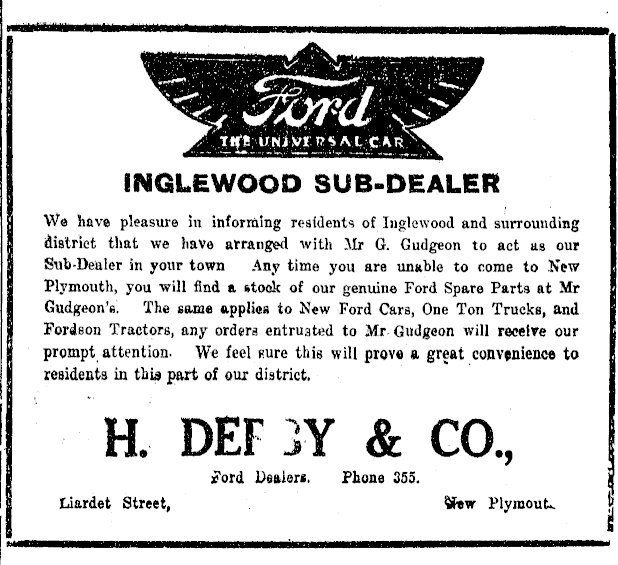 Ford
THE UNIVERSAL CAR
INGLEWOOD SUB-DEALER
We have pleasure in informing residents of Inglewood and surrounding
district that we have arranged with Mr G. Gudgeon to act as our
Sub-Dealer in your town Any time you are unable to come to New
Plymouth, you will find a stock of our genuine Ford Spare Parts at Mr
Gudgeon's. The same applies to New Ford Cars, One Ton Trucks, and
Fordson Tractors, any orders entrusted to Mr Gudgeon will receive our
prompt attention. We feel sure this will prove a great convenience to
residents in this part of our district.
H. & CO.,
Ford Dealers. Phone 355.
Liardet Street,
New Plymout